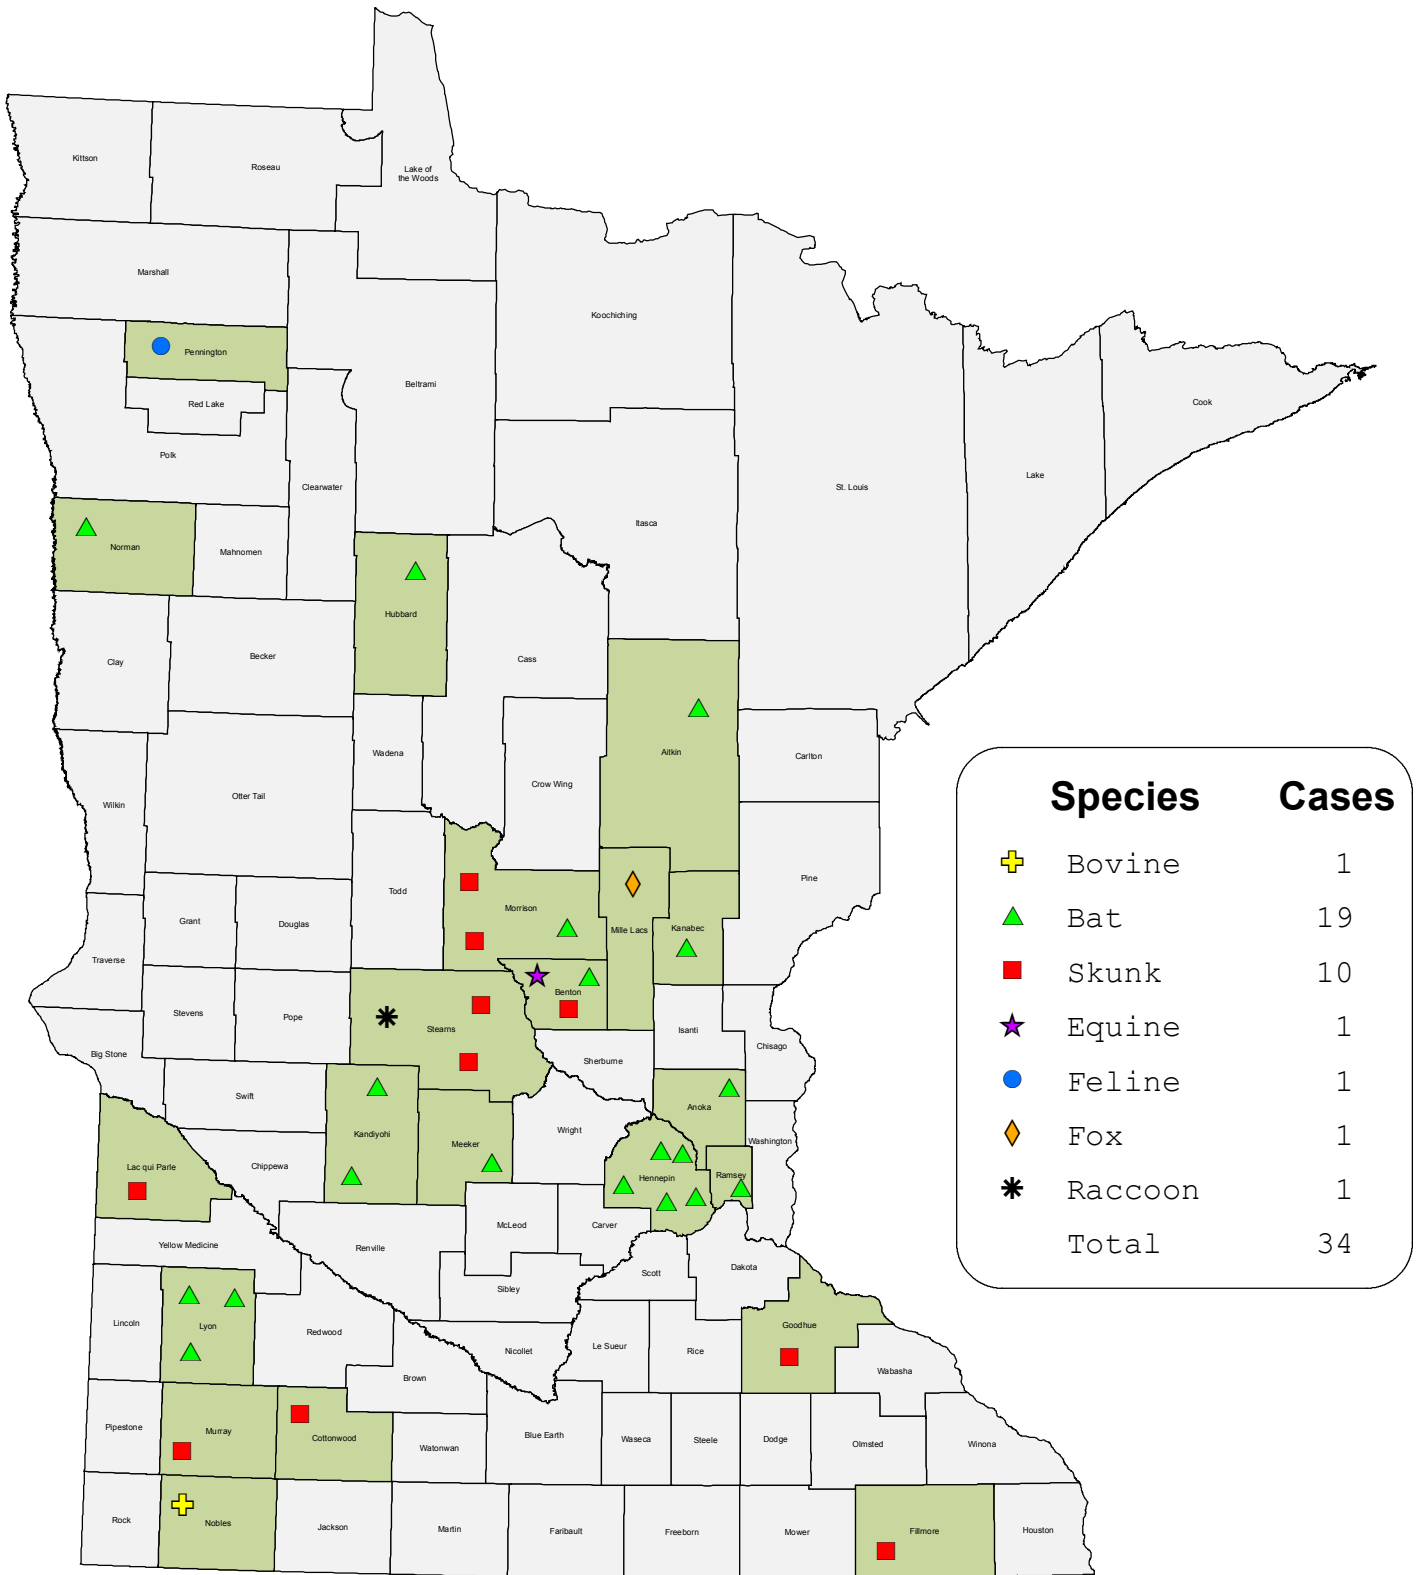 Kittson
Roseau
Lake of
the Woods
Marshall
Koochiching
Pennington
Beltrami
Red Lake
Cook
Polk
Clearwater
Lake
St. Louis
Itasca
Norman
Mahnomen
Hubbard
Clay
Becker
Cass
Aitkin
Wadena
Carlton
Crow Wing
Otter Tail
Wilkin
Todd
Pine
Morrison
Grant
Douglas
Mille Lacs
Kanabec
Traverse
Benton
Stevens
Pope
Stearns
Isanti
Chisago
Big Stone
Sherburne
Swift
Anoka
Kandiyohi
Meeker
Wright
Washington
Lac qui Parle
Chippewa
Hennepin
Ramsey
McLeod
Carver
Yellow Medicine
Renville
Scott
Dakota
Sibley
Lincoln
Lyon
Redwood
Goodhue
Nicollet
Le Sueur
Rice
Wabasha
Brown
Pipestone
Murray
Cottonwood
Watonwan
Blue Earth
Waseca
Steele
Dodge
Olmsted
Winona
Rock
Nobles
Jackson
Martin
Faribault
Freeborn
Mower
Fillmore
Houston
Species Cases
Bovine 1
Bat 19
Skunk 10
Equine 1
Feline 1
Fox 1
Raccoon 1
Total 34